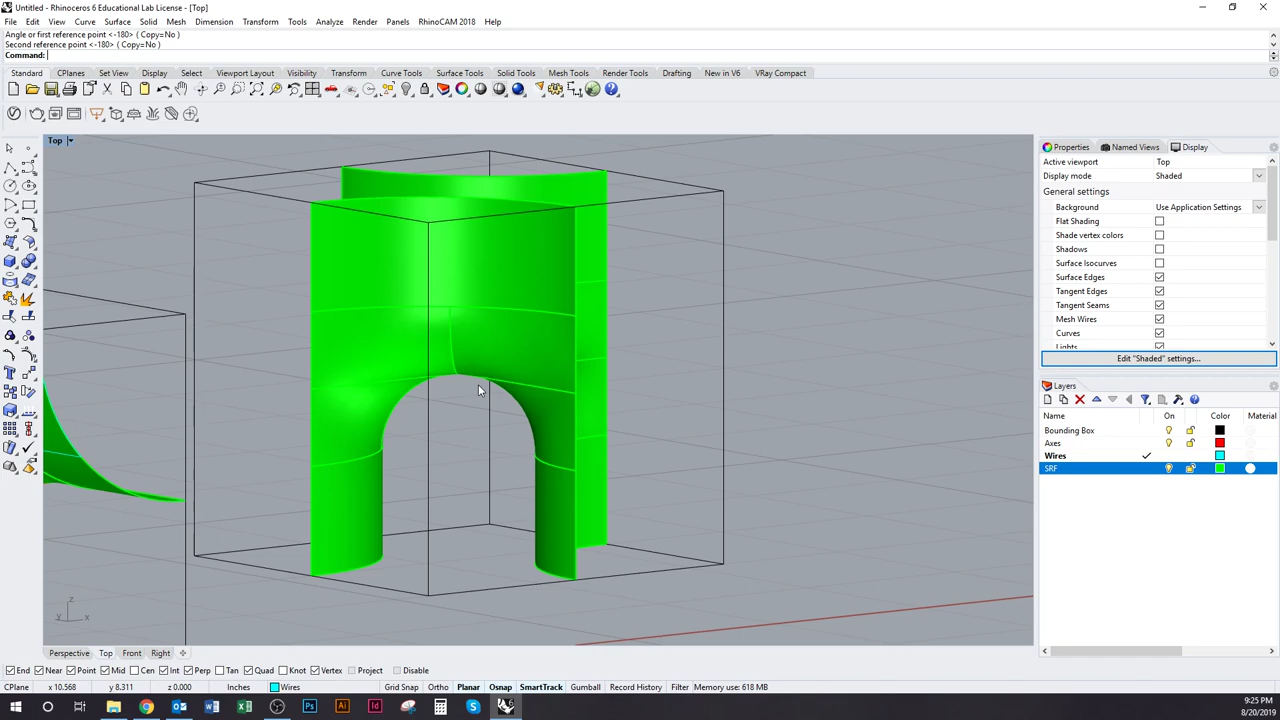 Untitled - Rhinoceros 6 Educational Lab License - [Top]
File Edit View Curve Surface Solid Mesh Dimension Transform Tools Analyze Render Panels RhinoCAM 2018 Help
Angle or first reference point <-180> ( Copy=No )
Second reference point <-180> ( Copy=No )
Command:
Standard CPlanes Set View Display Select Viewport Layout Visibility Transform Curve Tools Surface Tools Solid Tools Mesh Tools Render Tools Drafting New in V6 VRay Compact
Top
Properties Named Views Display
Active viewport Top
Display mode Shaded
General settings
Background Use Application Settings
Flat Shading
Shade vertex colors
Shadows
Surface Isocurves
Surface Edges
Tangent Edges
Tangent Seams
Mesh Wires
Curves
Lights
Edit "Shaded" settings...
Layers
Name On Color Material
Bounding Box
Axes
Wires
SRF
z
y x
Perspective Top Front Right
End Near Point Mid Cen Int Perp Tan Quad Knot Vertex Project Disable
CPlane x 10.568 y 8.311 z 0.000 Inches Wires Grid Snap Ortho Planar Osnap SmartTrack Gumball Record History Filter Memory use: 618 MB
9:25 PM
8/20/2019